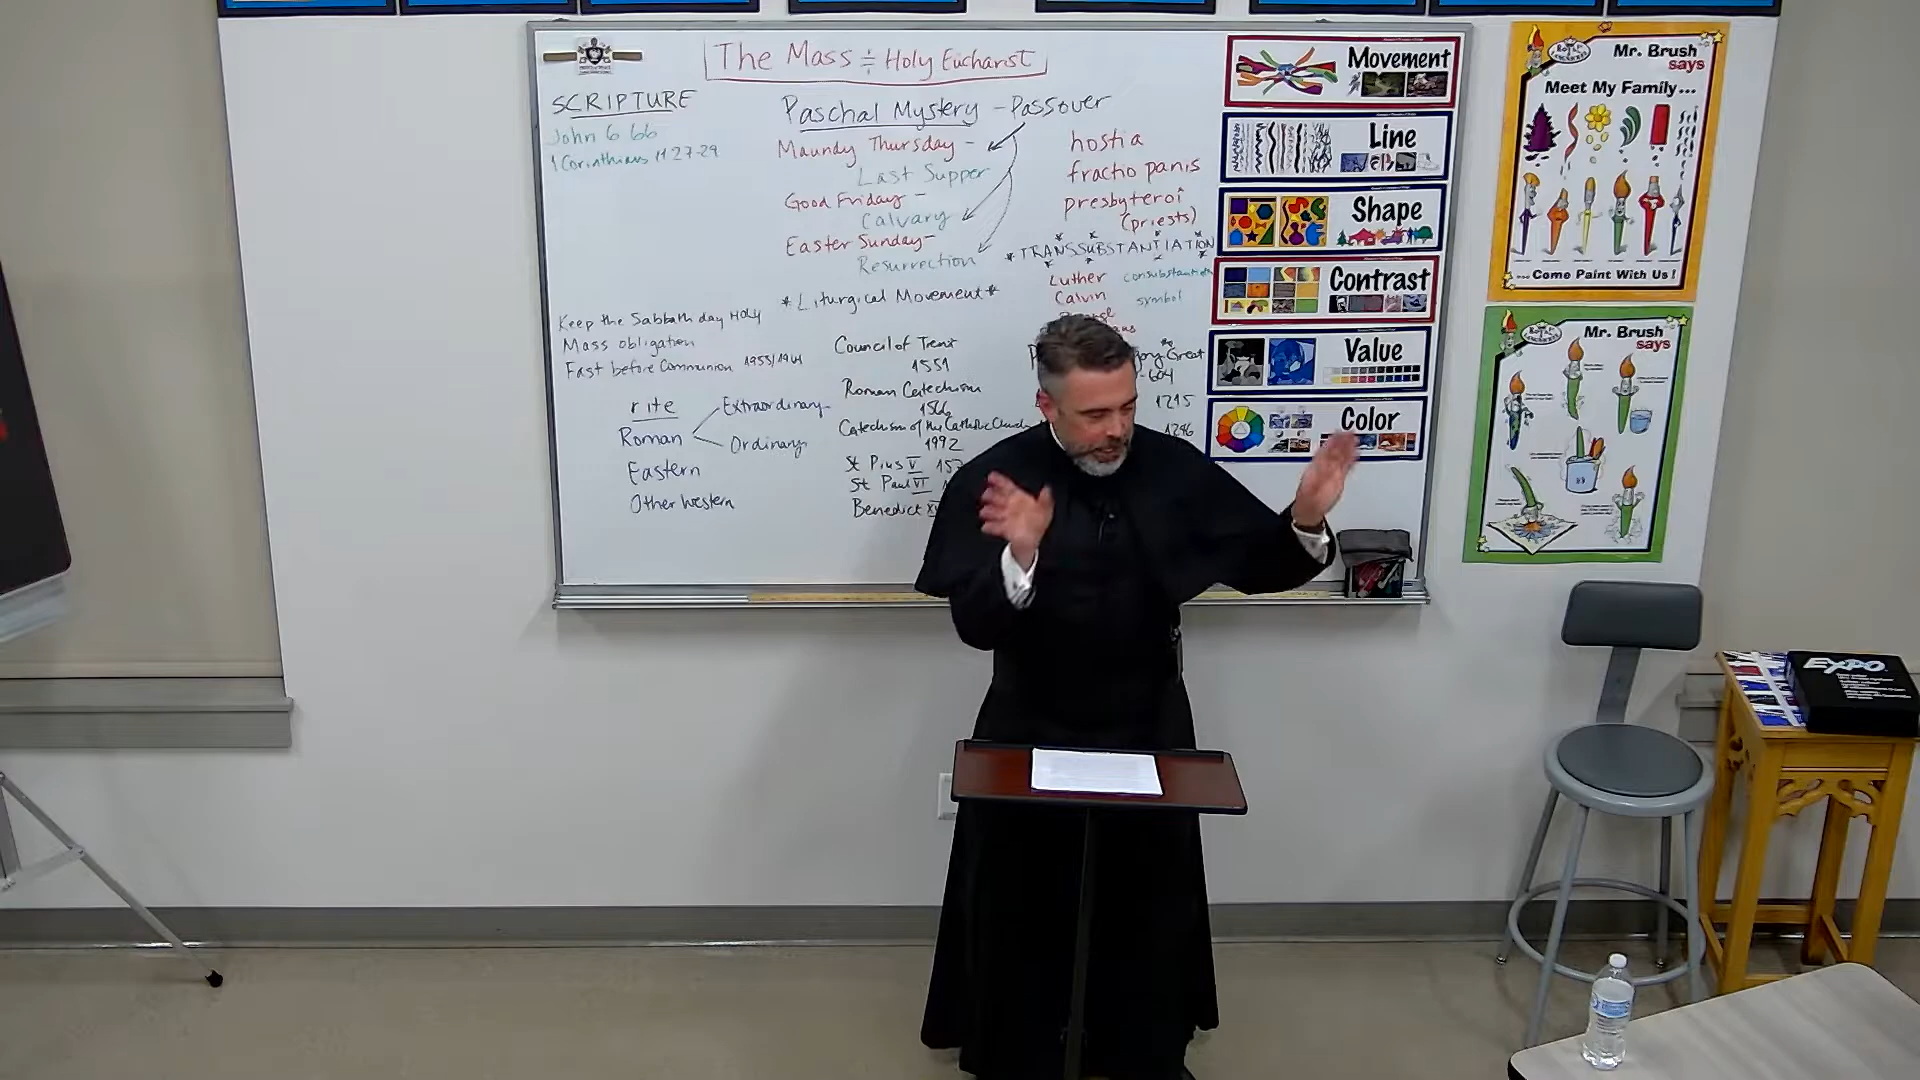 The Mass ÷ Holy Eucharist
SCRIPTURE
John 6 66
1 Corinthians 11 27-29
Keep the Sabbath day HOLY
Mass obligation
Fast before Communion 1953/1964
rite
Roman
Extraordinary
Ordinary
Eastern
Other Western
Paschal Mystery - Passover
Maundy Thursday -
Last Supper
Good Friday -
Calvary
Easter Sunday-
Resurrection
*Liturgical Movement*
Council of Trent
1551
Roman Catechism
1566
Catechism of the Catholic Church
1992
St Pius V
St Paul VI
Benedict
hostia
fractio panis
presbyteroi
(priests)
*TRANSSUBSTANTIATION
Luther
Calvin symbol
Great
-604
1215
Movement
Line
Shape
Contrast
Value
Color
Mr. Brush
says
Meet My Family...
... Come Paint With Us!
Mr. Brush
says
EXPO